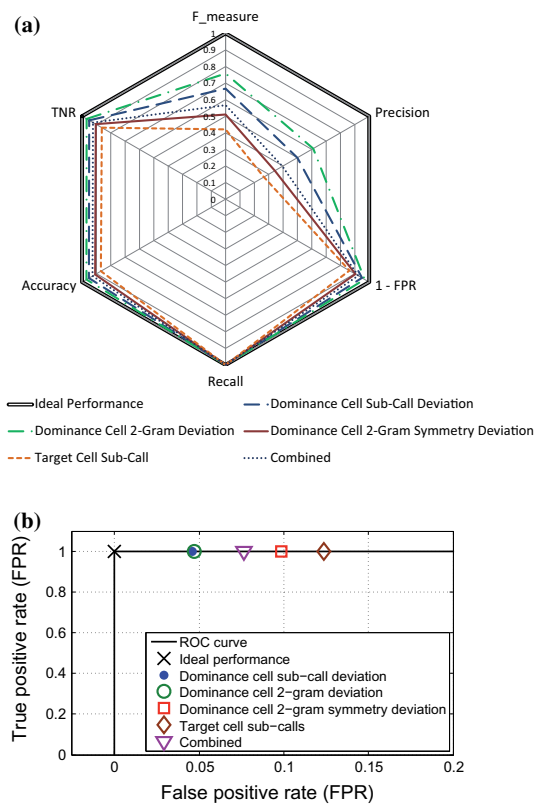 (a)
F_measure
1
0.9
0.8
0.7
0.6
0.5
0.4
0.3
0.2
0.1
0
TNR
Precision
Accuracy
1 - FPR
Recall
Ideal Performance
Dominance Cell Sub-Call Deviation
Dominance Cell 2-Gram Deviation
Dominance Cell 2-Gram Symmetry Deviation
Target Cell Sub-Call
Combined
(b)
True positive rate (FPR)
1
0.8
0.6
0.4
0.2
0
ROC curve
Ideal performance
Dominance cell sub-call deviation
Dominance cell 2-gram deviation
Dominance cell 2-gram symmetry deviation
Target cell sub-calls
Combined
0 0.05 0.1 0.15 0.2
False positive rate (FPR)